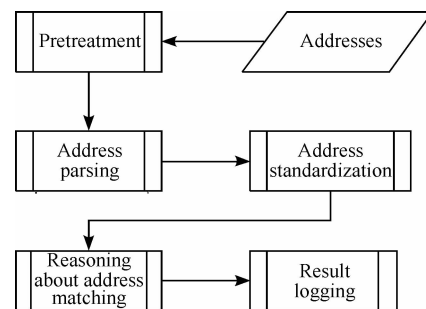 Pretreatment
Addresses
Address
parsing
Address
standardization
Reasoning
about address
matching
Result
logging